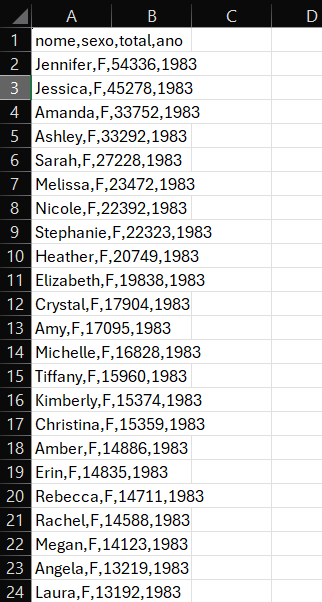 A B C D
1 nome,sexo,total,ano
2 Jennifer,F,54336,1983
3 Jessica,F,45278,1983
4 Amanda,F,33752,1983
5 Ashley,F,33292,1983
6 Sarah,F,27228,1983
7 Melissa,F,23472,1983
8 Nicole,F,22392,1983
9 Stephanie,F,22323,1983
10 Heather,F,20749,1983
11 Elizabeth,F,19838,1983
12 Crystal,F,17904,1983
13 Amy,F,17095,1983
14 Michelle,F,16828,1983
15 Tiffany,F,15960,1983
16 Kimberly,F,15374,1983
17 Christina,F,15359,1983
18 Amber,F,14886,1983
19 Erin,F,14835,1983
20 Rebecca,F,14711,1983
21 Rachel,F,14588,1983
22 Megan,F,14123,1983
23 Angela,F,13219,1983
24 Laura,F,13192,1983